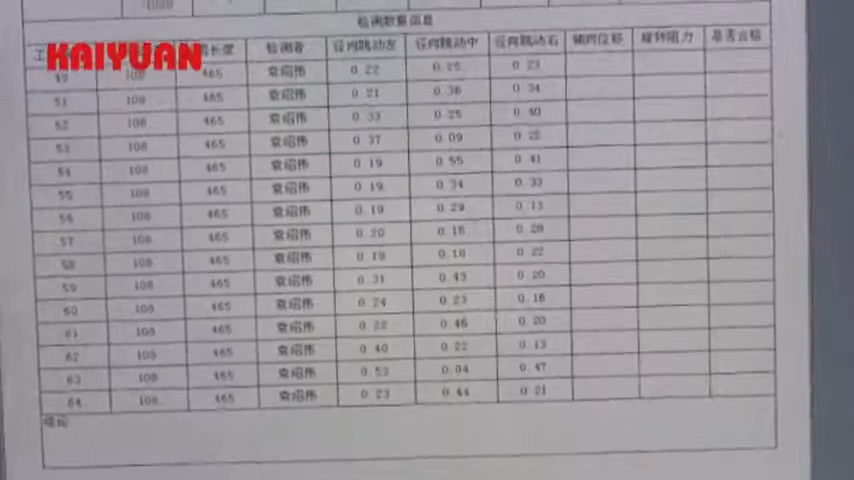 1000
检测数据信息
KAIYUAN 长度 检测者 径向跳动左 径向跳动中 径向跳动右 轴向位移 旋转阻力 是否合格
49 108 465 袁绍伟 0.22 0.25 0.23
51 108 465 袁绍伟 0.21 0.36 0.34
52 108 465 袁绍伟 0.33 0.25 0.40
53 108 465 袁绍伟 0.37 0.09 0.22
54 108 465 袁绍伟 0.19 0.55 0.41
55 108 465 袁绍伟 0.19 0.34 0.33
56 108 465 袁绍伟 0.19 0.29 0.13
57 108 465 袁绍伟 0.20 0.16 0.28
58 108 465 袁绍伟 0.19 0.18 0.22
59 108 465 袁绍伟 0.31 0.43 0.20
60 108 465 袁绍伟 0.24 0.23 0.16
61 108 465 袁绍伟 0.22 0.46 0.20
62 108 465 袁绍伟 0.40 0.22 0.13
63 108 465 袁绍伟 0.53 0.04 0.47
64 108 465 袁绍伟 0.23 0.44 0.21